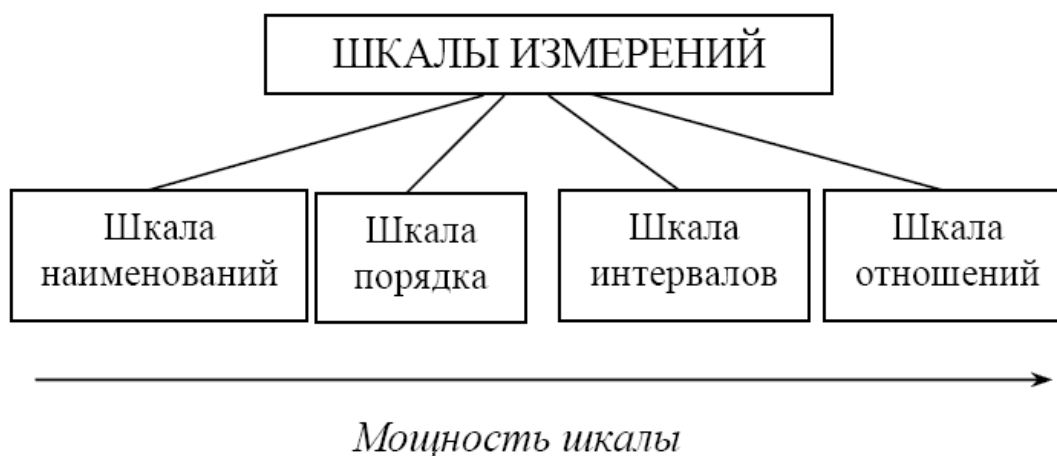 ШКАЛЫ ИЗМЕРЕНИЙ
Шкала
наименований
Шкала
порядка
Шкала
интервалов
Шкала
отношений
Мощность шкалы